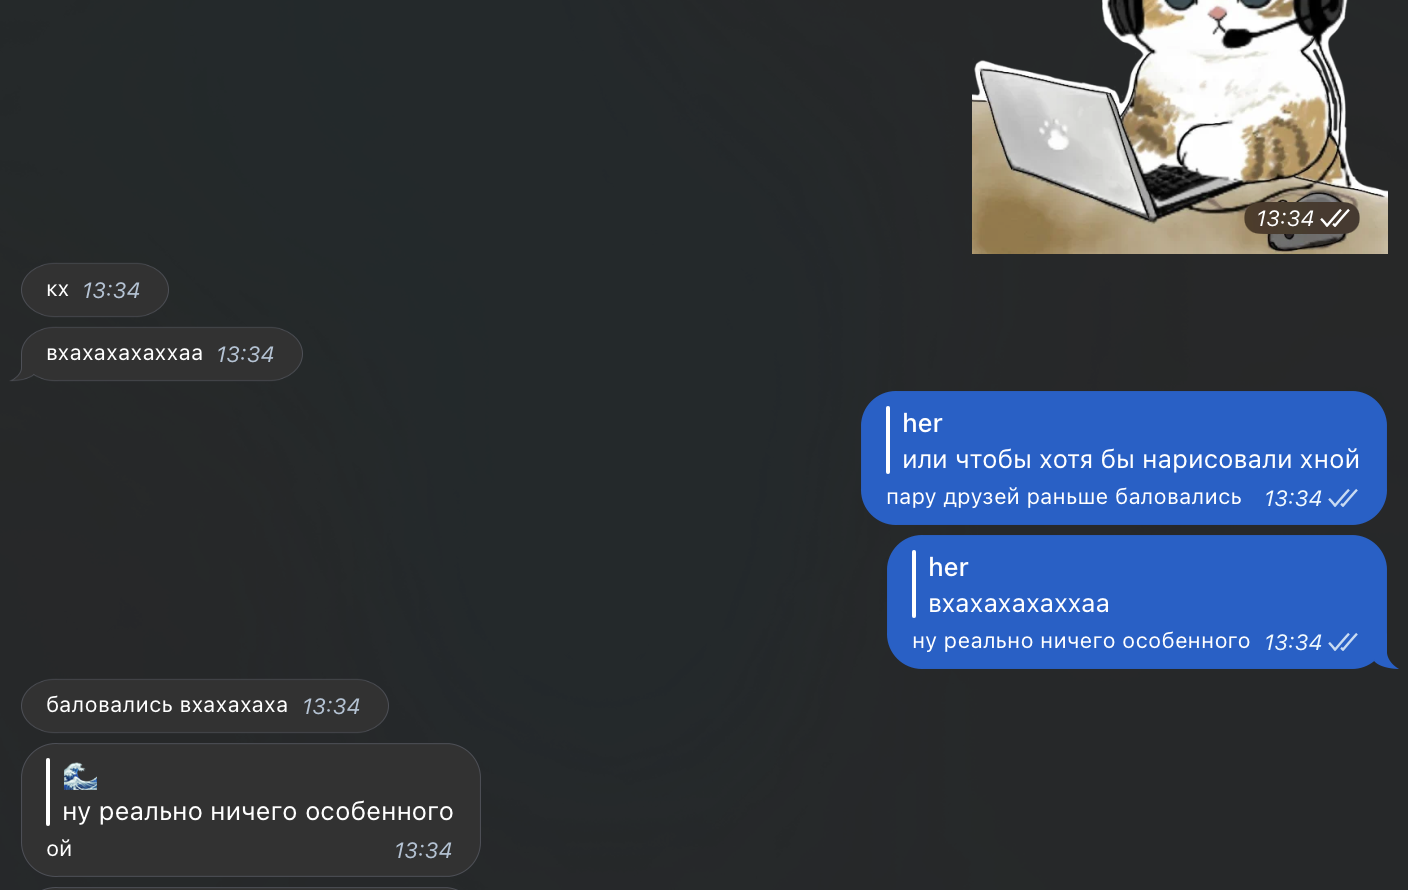 13:34
кх 13:34
вхахахахаххаа 13:34
her
или чтобы хотя бы нарисовали хной
пару друзей раньше баловались 13:34
her
вхахахахаххаа
ну реально ничего особенного 13:34
баловались вхахахаха 13:34
🌊
ну реально ничего особенного
ой 13:34